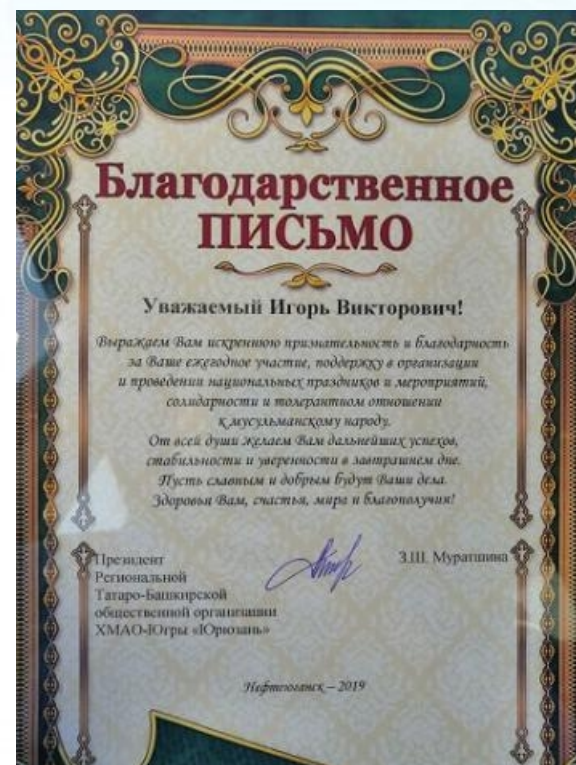 Благодарственное
ПИСЬМО
Уважаемый Игорь Викторович!
Выражаем Вам искреннюю признательность и благодарность
за Ваше ежегодное участие, поддержку в организации
и проведении национальных праздников и мероприятий,
солидарности и толерантном отношении
к мусульманскому народу.
От всей души желаем Вам дальнейших успехов,
стабильности и уверенности в завтрашнем дне.
Пусть славным и добрым будут Ваши дела.
Здоровья Вам, счастья, мира и благополучия!
Президент
Региональной
Татаро-Башкирской
общественной организации
ХМАО-Югры «Юрюзань»
З.Ш. Муратшина
Нефтеюганск – 2019